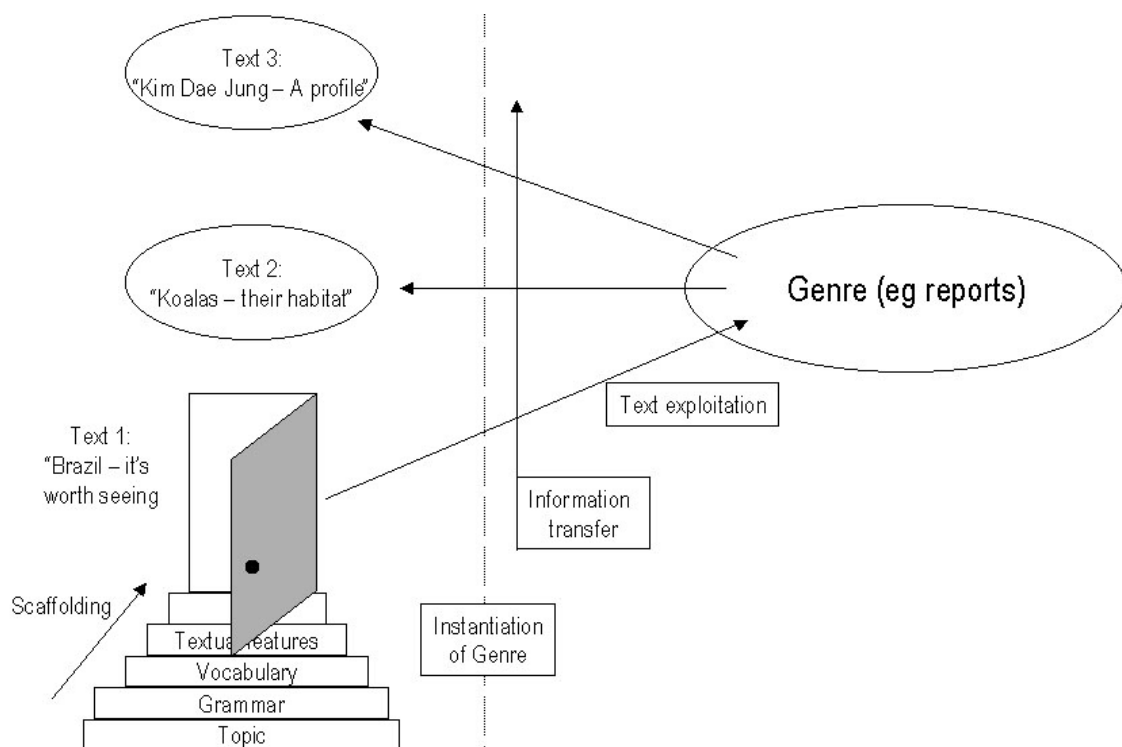 Text 3:
“Kim Dae Jung – A profile”
Text 2:
“Koalas – their habitat”
Genre (eg reports)
Text exploitation
Text 1:
“Brazil – it's
worth seeing
Information
transfer
Scaffolding
Instantiation
of Genre
Textual features
Vocabulary
Grammar
Topic